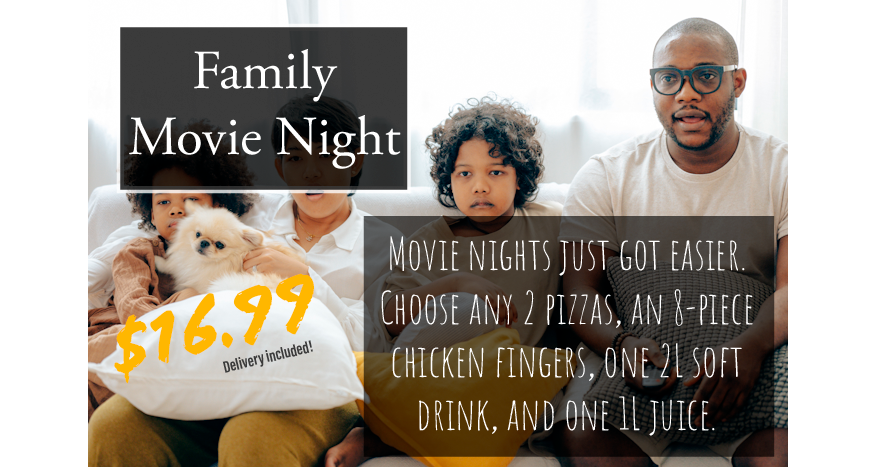 Family
Movie Night
$16.99
Delivery included!
Movie nights just got easier.
Choose any 2 pizzas, an 8-piece
chicken fingers, one 2L soft
drink, and one 1L juice.